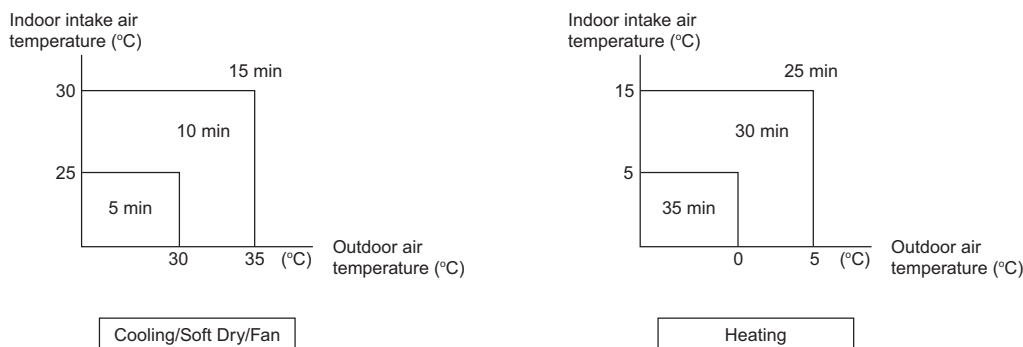 Indoor intake air
temperature (°C)
15 min
30
10 min
25
5 min
30 35 (°C)
Outdoor air
temperature (°C)
Cooling/Soft Dry/Fan
Indoor intake air
temperature (°C)
25 min
15
30 min
5
35 min
0 5 (°C)
Outdoor air
temperature (°C)
Heating